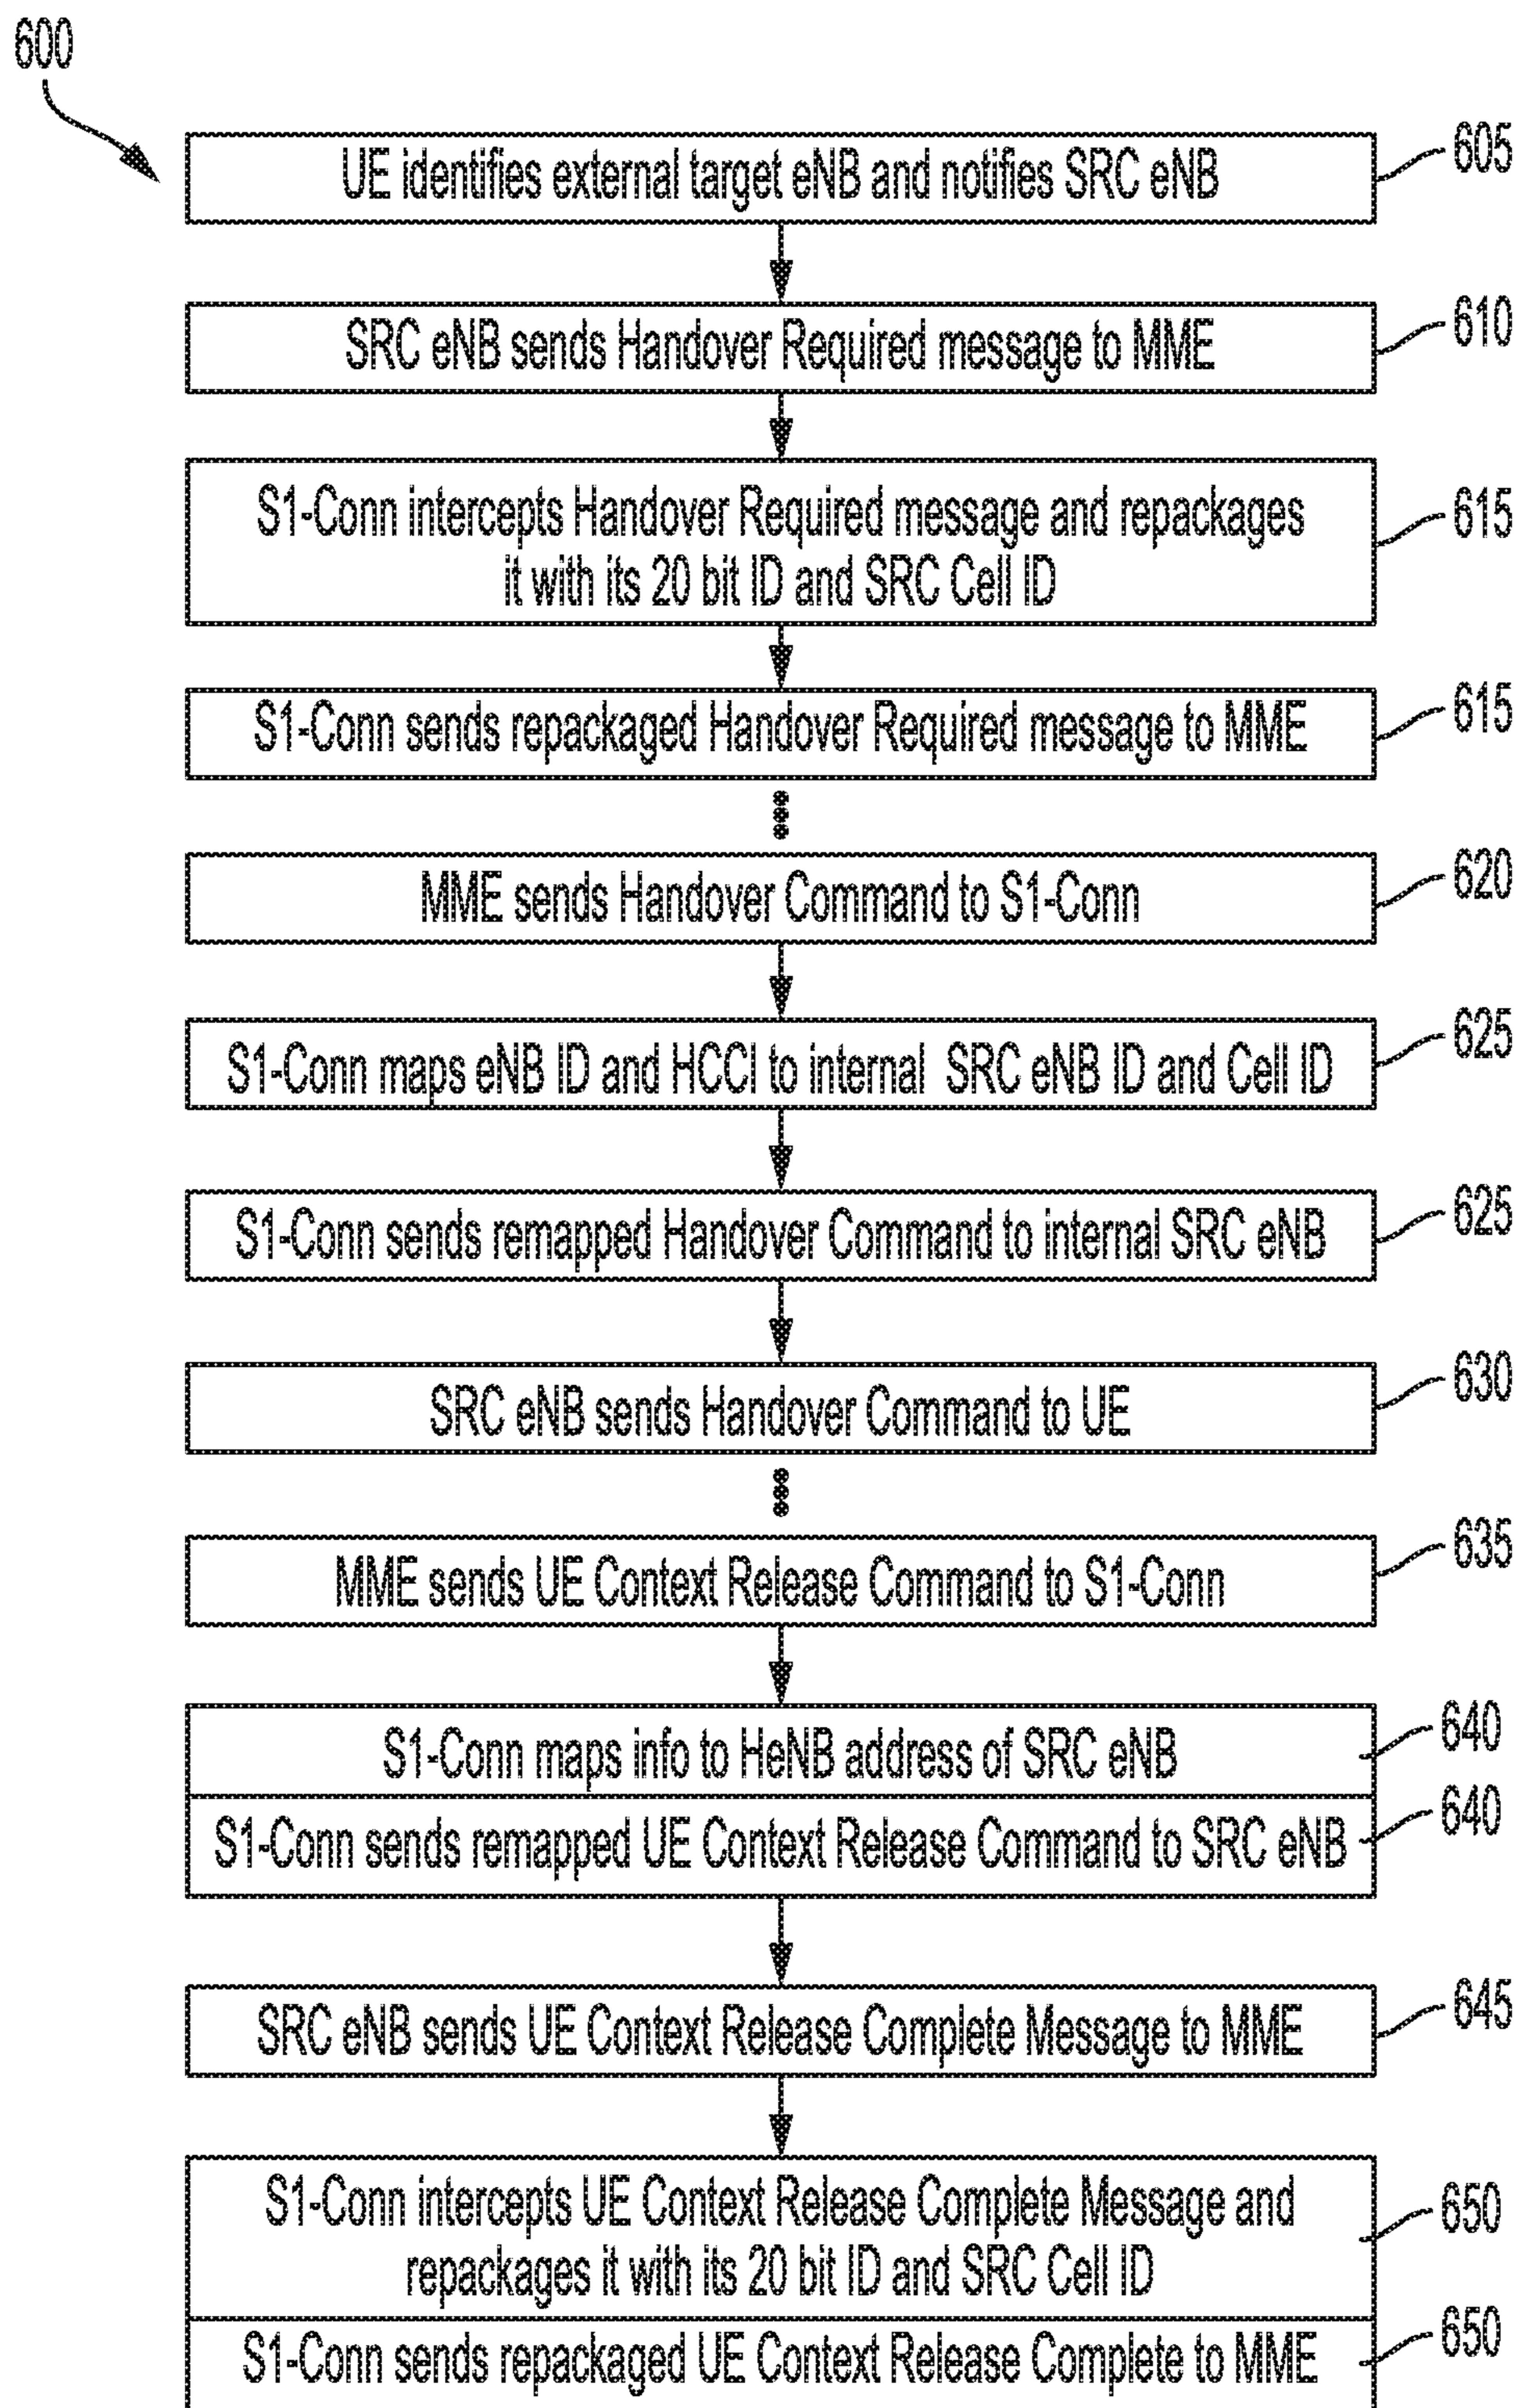 600
UE identifies external target eNB and notifies SRC eNB
605
SRC eNB sends Handover Required message to MME
610
S1-Conn intercepts Handover Required message and repackages
it with its 20 bit ID and SRC Cell ID
615
S1-Conn sends repackaged Handover Required message to MME
615
MME sends Handover Command to S1-Conn
620
S1-Conn maps eNB ID and HCCI to internal SRC eNB ID and Cell ID
625
S1-Conn sends remapped Handover Command to internal SRC eNB
625
SRC eNB sends Handover Command to UE
630
MME sends UE Context Release Command to S1-Conn
635
S1-Conn maps info to HeNB address of SRC eNB
640
S1-Conn sends remapped UE Context Release Command to SRC eNB
640
SRC eNB sends UE Context Release Complete Message to MME
645
S1-Conn intercepts UE Context Release Complete Message and
repackages it with its 20 bit ID and SRC Cell ID
650
S1-Conn sends repackaged UE Context Release Complete to MME
650